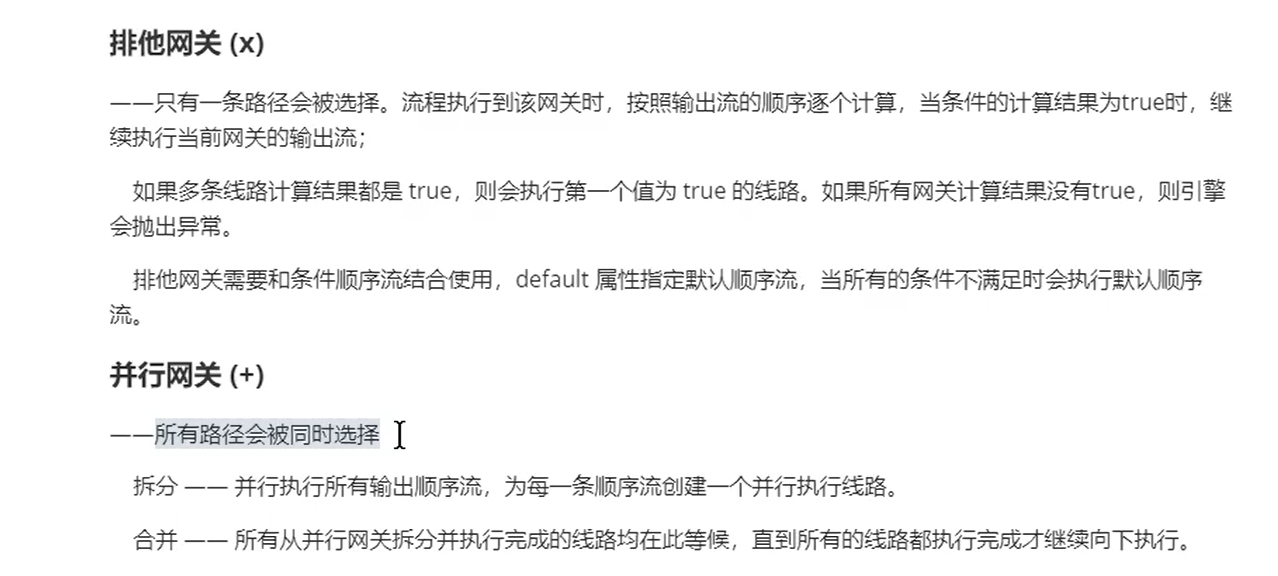 排他网关 (x)
——只有一条路径会被选择。流程执行到该网关时，按照输出流的顺序逐个计算，当条件的计算结果为true时，继
续执行当前网关的输出流；
如果多条线路计算结果都是 true，则会执行第一个值为 true 的线路。如果所有网关计算结果没有true，则引擎
会抛出异常。
排他网关需要和条件顺序流结合使用，default 属性指定默认顺序流，当所有的条件不满足时会执行默认顺序
流。
并行网关 (+)
——所有路径会被同时选择
拆分 —— 并行执行所有输出顺序流，为每一条顺序流创建一个并行执行线路。
合并 —— 所有从并行网关拆分并执行完成的线路均在此等候，直到所有的线路都执行完成才继续向下执行。